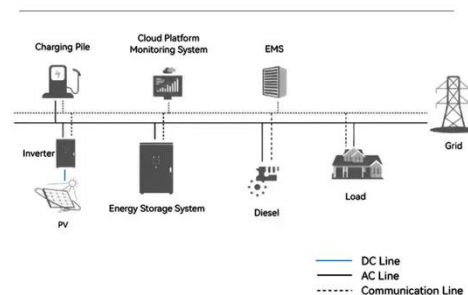 Charging Pile
Cloud Platform
Monitoring System
EMS
Grid
Inverter
PV
Energy Storage System
Diesel
Load
DC Line
AC Line
Communication Line